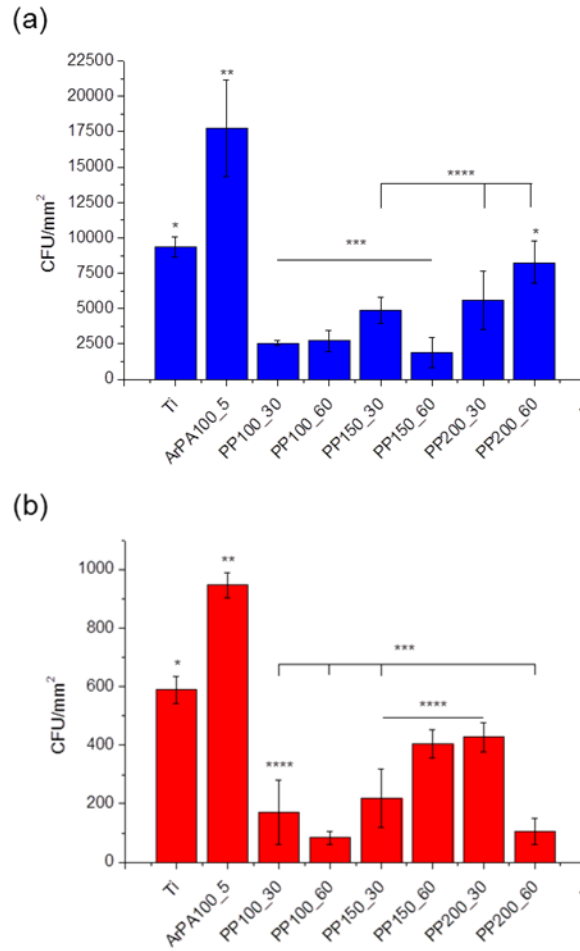 (a)
22500
20000
17500
15000
12500
10000
7500
5000
2500
0
CFU/mm²
*
**
***
****
*
Ti
ArPA100_5
PP100_30
PP100_60
PP150_30
PP150_60
PP200_30
PP200_60
(b)
1000
800
600
400
200
0
CFU/mm²
*
**
****
***
****
Ti
ArPA100_5
PP100_30
PP100_60
PP150_30
PP150_60
PP200_30
PP200_60